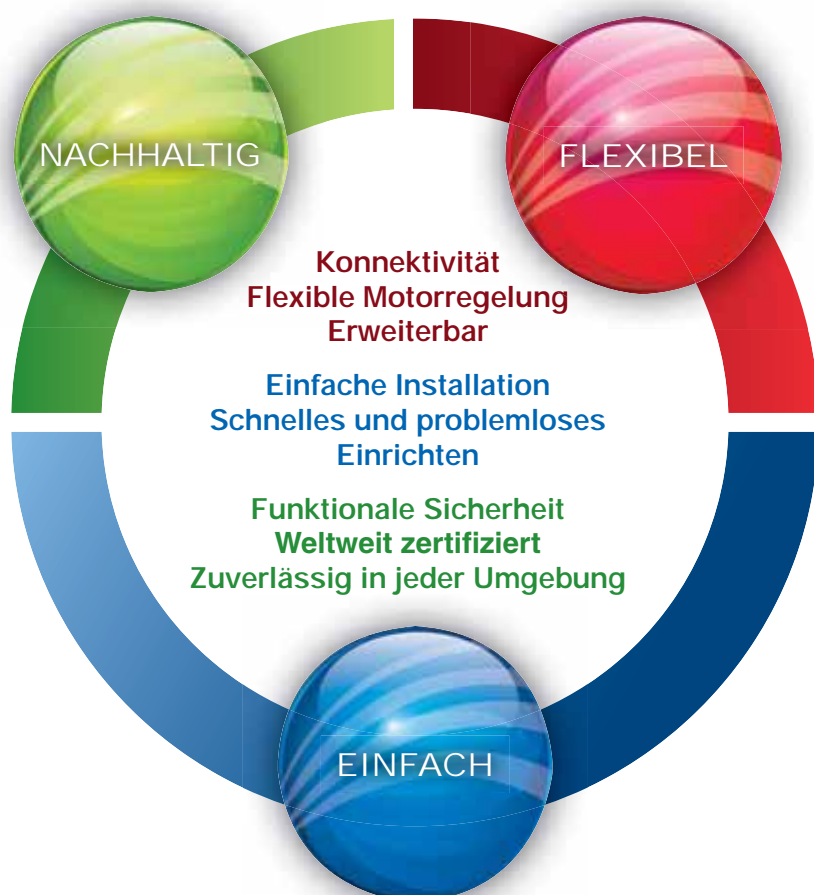 NACHHALTIG
FLEXIBEL
Konnektivität
Flexible Motorregelung
Erweiterbar
Einfache Installation
Schnelles und problemloses
Einrichten
Funktionale Sicherheit
Weltweit zertifiziert
Zuverlässig in jeder Umgebung
EINFACH